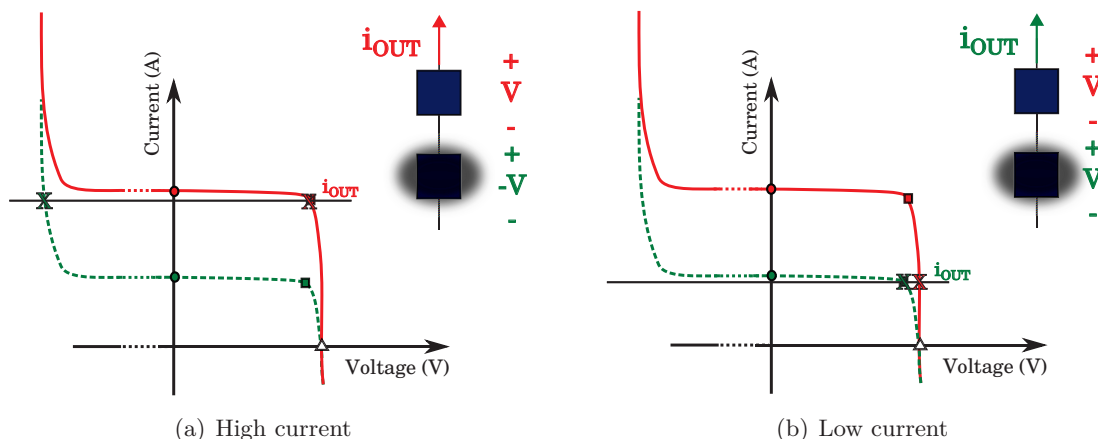 i_OUT
+
V
-
+
-V
-
Current (A)
i_OUT
Voltage (V)
(a) High current
i_OUT
+
V
-
+
V
-
Current (A)
i_OUT
Voltage (V)
(b) Low current